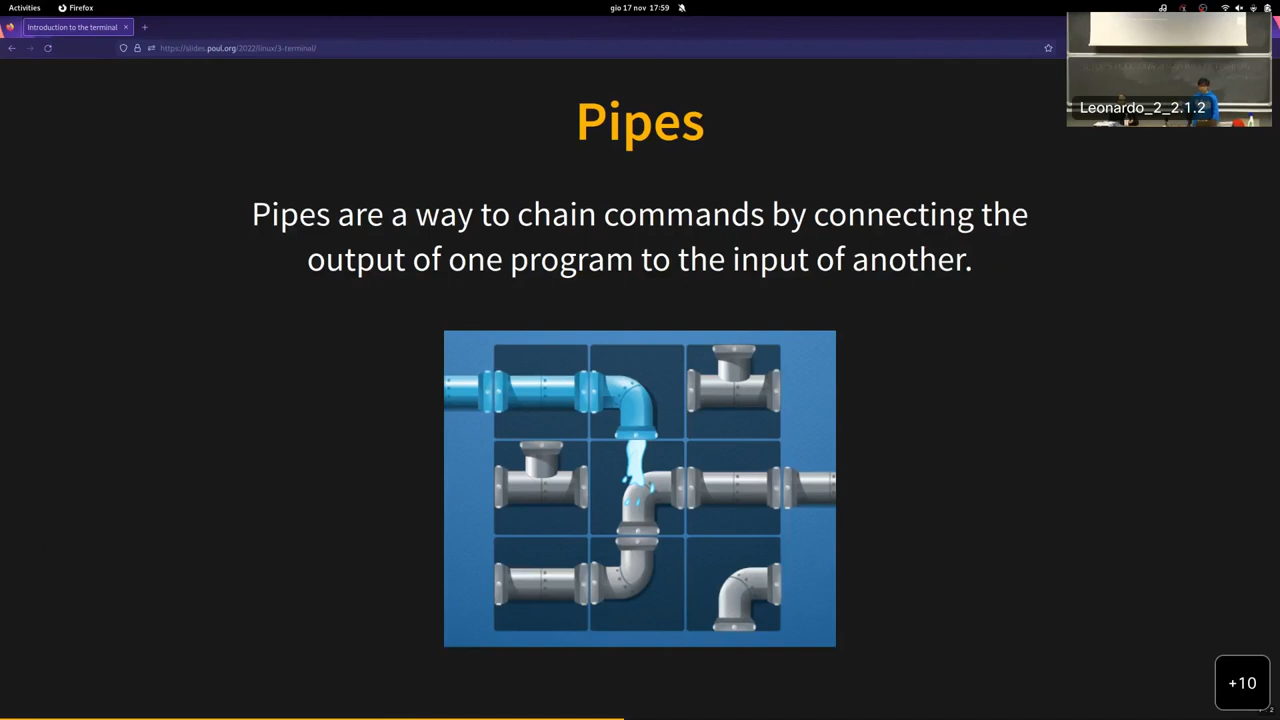 Activities
Firefox
gio 17 nov 17:59
Introduction to the terminal
https://slides.poul.org/2022/linux/3-terminal/
Leonardo_2_2.1.2
Pipes
Pipes are a way to chain commands by connecting the
output of one program to the input of another.
+10